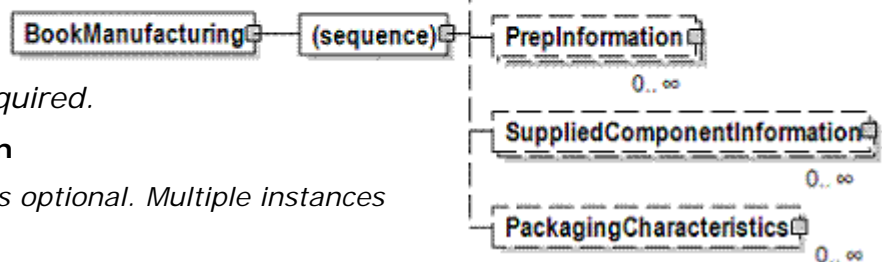 BookManufacturing
(sequence)
PrepInformation
0.. ∞
quired.
SuppliedComponentInformation
0.. ∞
n
s optional. Multiple instances
PackagingCharacteristics
0.. ∞